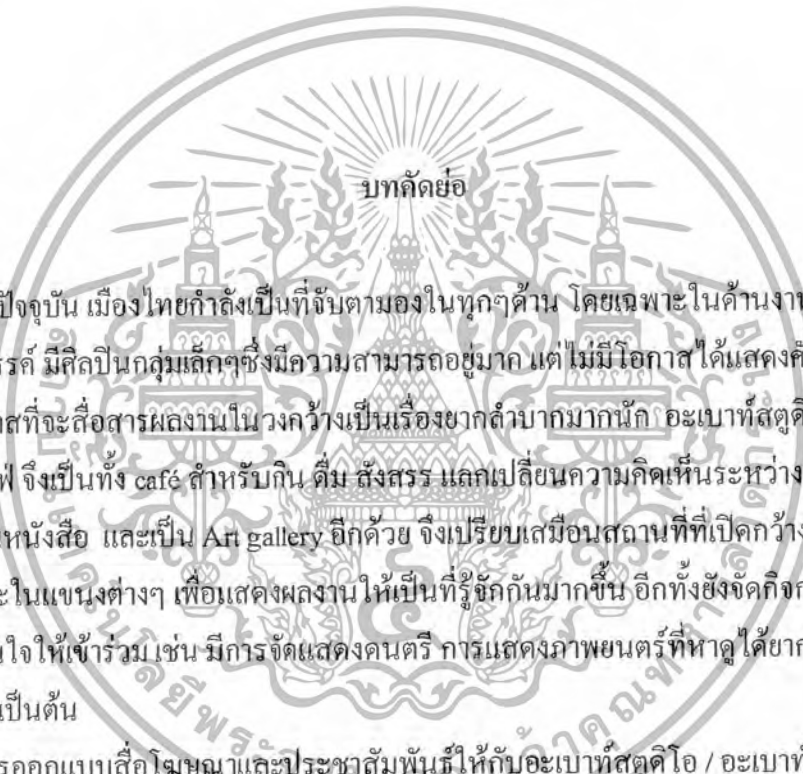 บทคัดย่อ
ปัจจุบัน เมืองไทยกำลังเป็นที่จับตามองในทุกๆด้าน โดยเฉพาะในด้านงาน
รรค์ มีศิลปินกลุ่มเล็กๆซึ่งมีความสามารถอยู่มาก แต่ไม่มีโอกาสได้แสดง
าสที่จะสื่อสารผลงานในวงกว้างเป็นเรื่องยากลำบากมากนัก อะเบาท์สตูดิ
ฟ่ จึงเป็นทั้ง café สำหรับกิน ดื่ม สังสรร แลกเปลี่ยนความคิดเห็นระหว่าง
นหนังสือ และเป็น Art gallery อีกด้วย จึงเปรียบเสมือนสถานที่ที่เปิดกว้าง
ะในแขนงต่างๆ เพื่อแสดงผลงานให้เป็นที่รู้จักกันมากขึ้น อีกทั้งยังจัดกิจก
นใจให้เข้าร่วม เช่น มีการจัดแสดงดนตรี การแสดงภาพยนตร์ที่หาดูได้ยาก
เป็นต้น
รออกแบบสื่อโฆษณาและประชาสัมพันธ์ให้กับอะเบาท์สตูดิโอ / อะเบาท์